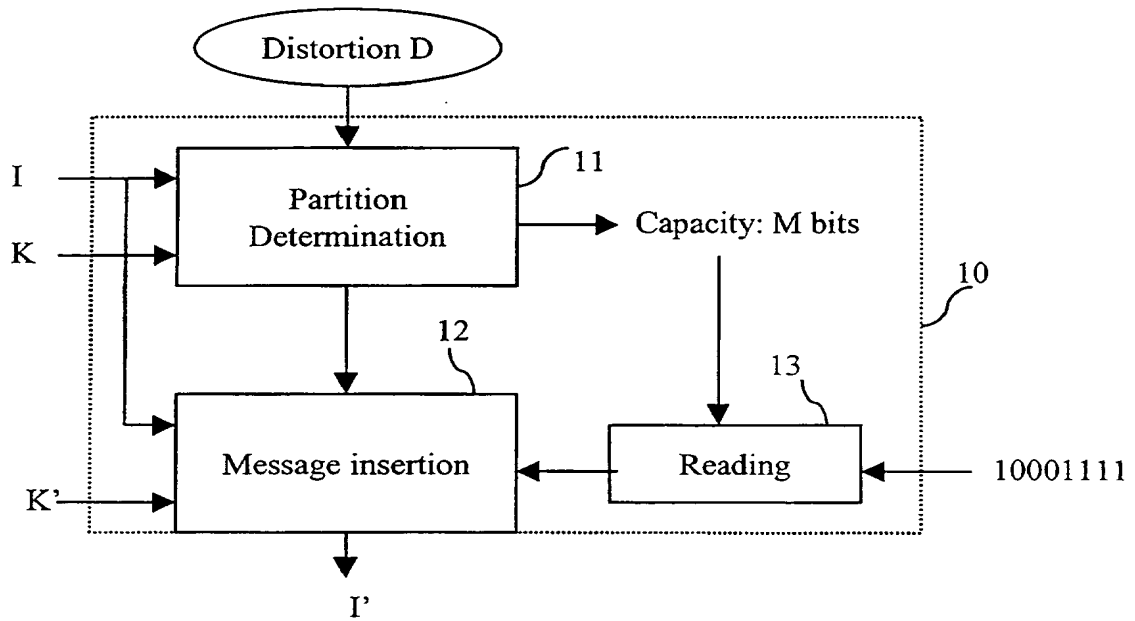 Distortion D
11
I
Partition
Determination
Capacity: M bits
K
10
12
13
Message insertion
Reading
10001111
K'
I'